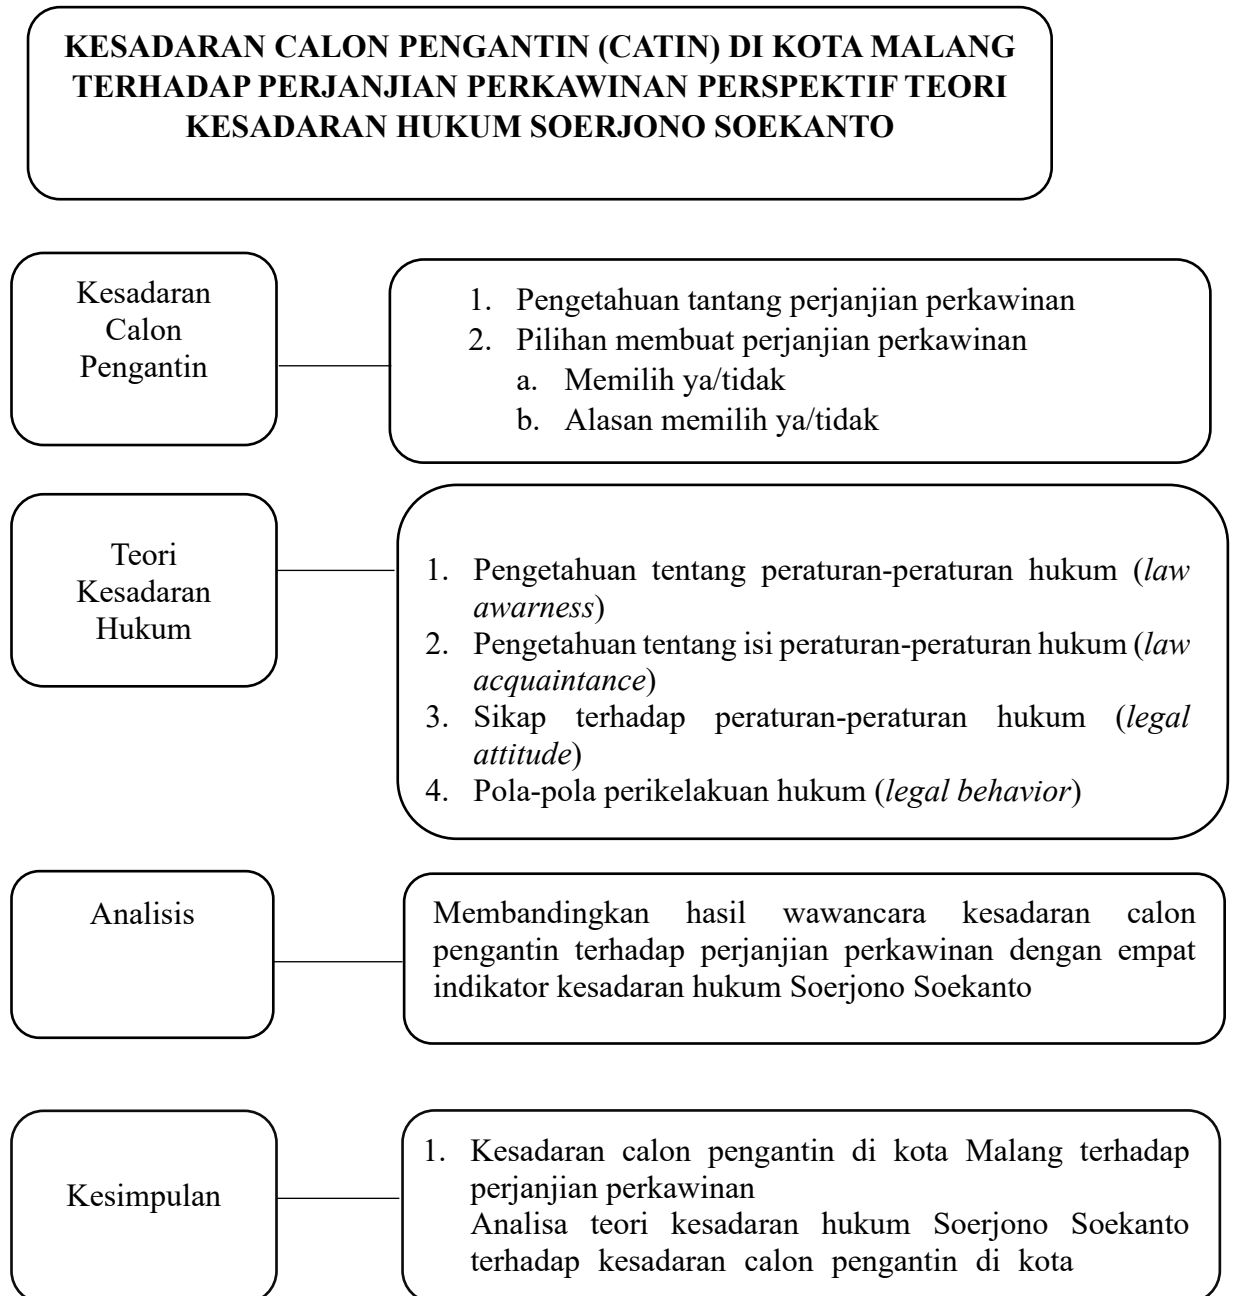 KESADARAN CALON PENGANTIN (CATIN) DI KOTA MALANG
TERHADAP PERJANJIAN PERKAWINAN PERSPEKTIF TEORI
KESADARAN HUKUM SOERJONO SOEKANTO
Kesadaran
Calon
Pengantin
1. Pengetahuan tantang perjanjian perkawinan
2. Pilihan membuat perjanjian perkawinan
a. Memilih ya/tidak
b. Alasan memilih ya/tidak
Teori
Kesadaran
Hukum
1. Pengetahuan tentang peraturan-peraturan hukum (law
awarness)
2. Pengetahuan tentang isi peraturan-peraturan hukum (law
acquaintance)
3. Sikap terhadap peraturan-peraturan hukum (legal
attitude)
4. Pola-pola perikelakuan hukum (legal behavior)
Analisis
Membandingkan hasil wawancara kesadaran calon
pengantin terhadap perjanjian perkawinan dengan empat
indikator kesadaran hukum Soerjono Soekanto
Kesimpulan
1. Kesadaran calon pengantin di kota Malang terhadap
perjanjian perkawinan
Analisa teori kesadaran hukum Soerjono Soekanto
terhadap kesadaran calon pengantin di kota